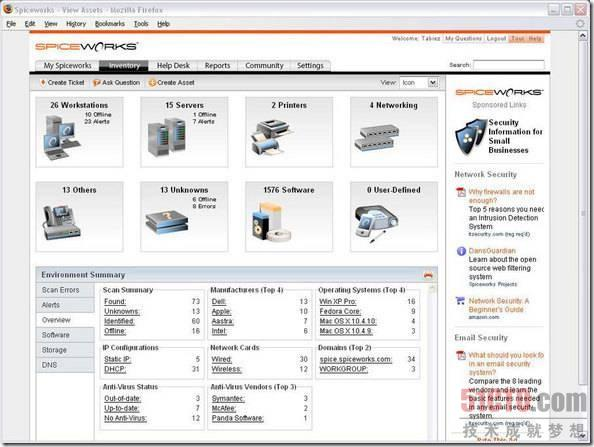 Spiceworks - View Assets - Mozilla Firefox
File Edit View History Bookmarks Tools Help
SPICEWORKS
Welcome, Tabrez My Questions Logout Tour Help
My Spiceworks Inventory Help Desk Reports Community Settings Search:
Create Ticket Ask Question Create Asset View: Icon
26 Workstations
10 Offline
23 Alerts
15 Servers
1 Offline
7 Alerts
2 Printers
4 Networking
13 Others
13 Unknowns
6 Offline
8 Errors
1576 Software
0 User-Defined
Environment Summary
Scan Errors
Alerts
Overview
Software
Storage
DNS
Scan Summary
Found: 73
Unknowns: 13
Identified: 60
Offline: 16
Manufacturers (Top 4)
Dell: 13
Apple: 10
Aastra: 7
Intel: 6
Operating Systems (Top 4)
Win XP Pro: 16
Fedora Core: 9
Mac OS X 10.4.10: 4
Mac OS X 10.4.9: 3
IP Configurations
Static IP: 5
DHCP: 31
Network Cards
Wired: 30
Wireless: 12
Domains (Top 2)
spice.spiceworks.com: 34
WORKGROUP: 3
Anti-Virus Status
Out-of-date: 3
Up-to-date: 7
No Anti-Virus: 12
Anti-Virus Vendors (Top 3)
Symantec: 3
McAfee: 2
Panda Software: 1
SPICEWORKS
Sponsored Links
Security
Information for
Small
Businesses
Network Security
Why firewalls are not
enough?
Top 5 reasons you need
an Intrusion Detection
System
itsecurity.com (reg req'd)
DansGuardian
Learn about the open
source web filtering
system
Spiceworks Projects
Network Security: A
Beginner's Guide
amazon.com
Email Security
What should you look fo
in an email security
system?
Compare the 8 leading
vendors and learn the
5 features needed in
any email security
system.
51CTO.com
技术成就梦想